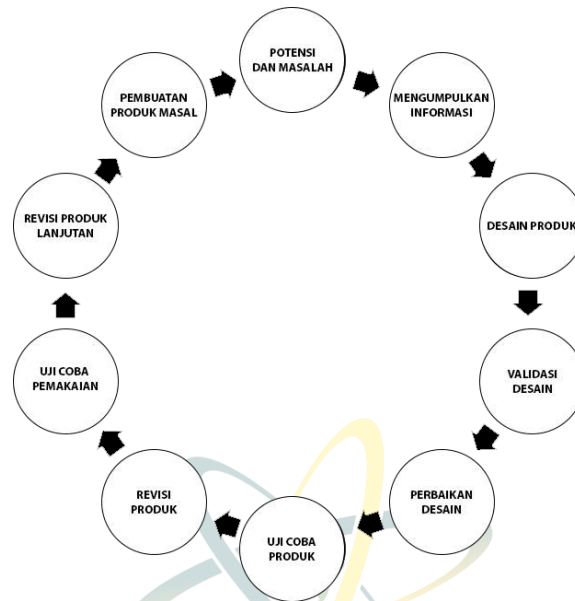 POTENSI
DAN MASALAH
MENGUMPULKAN
INFORMASI
DESAIN PRODUK
VALIDASI
DESAIN
PERBAIKAN
DESAIN
UJI COBA
PRODUK
REVISI
PRODUK
UJI COBA
PEMAKAIAN
REVISI PRODUK
LANJUTAN
PEMBUATAN
PRODUK MASAL